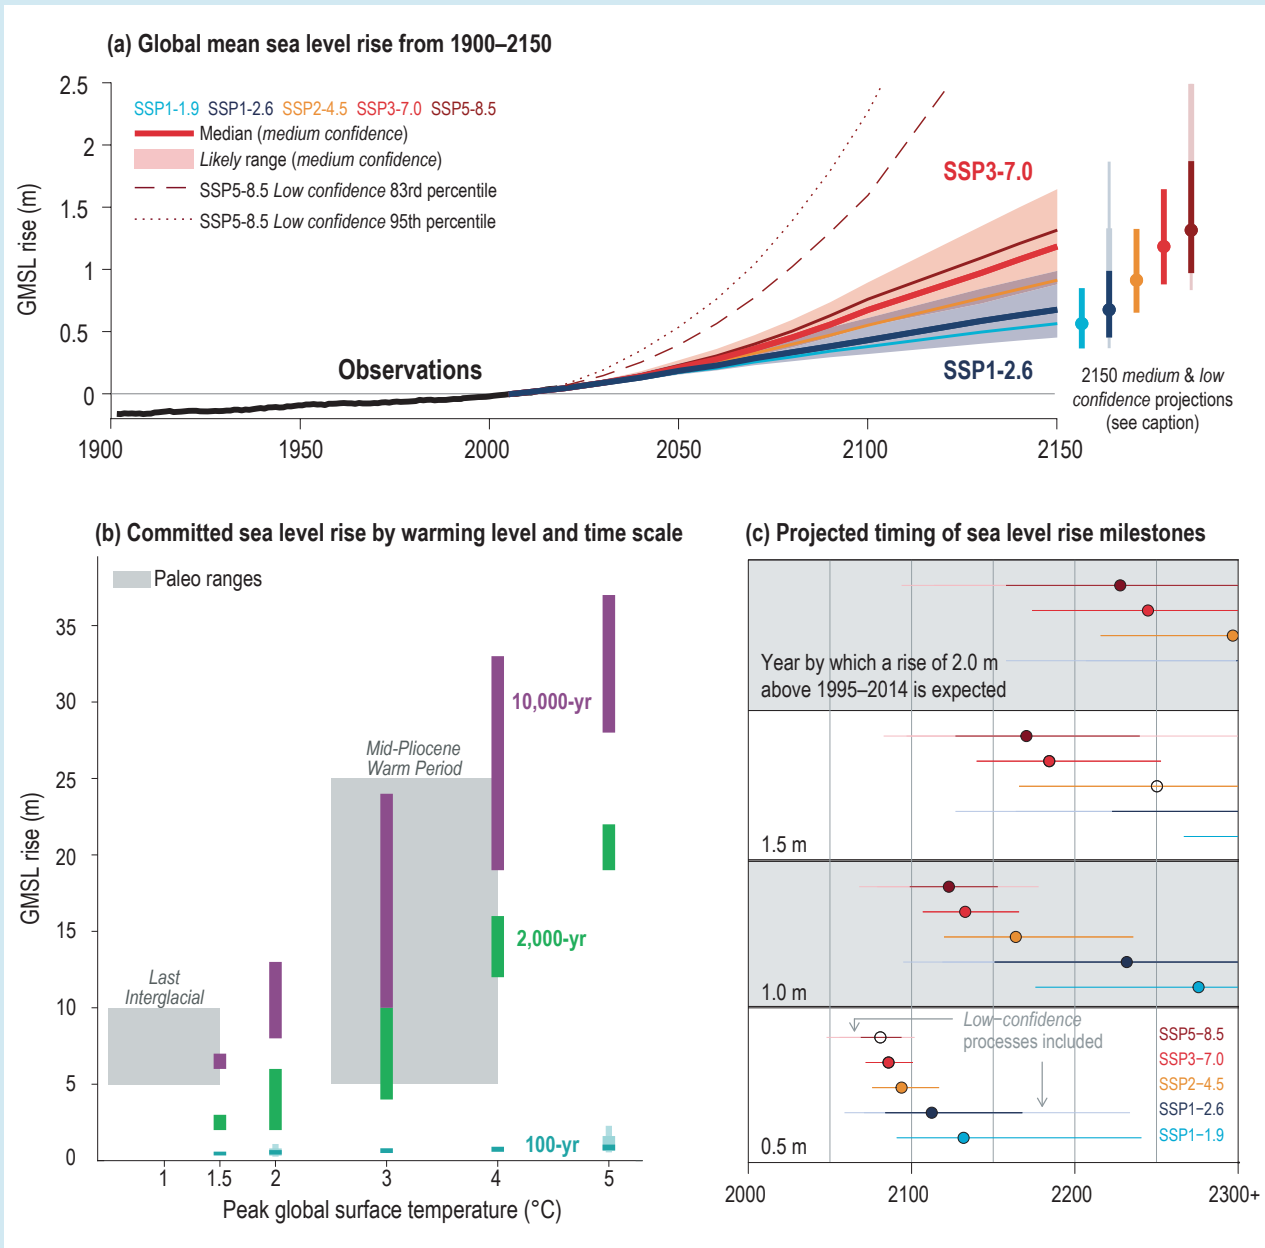 (a) Global mean sea level rise from 1900–2150
2.5
2
1.5
1
0.5
0
GMSL rise (m)
SSP1-1.9 SSP1-2.6 SSP2-4.5 SSP3-7.0 SSP5-8.5
Median (medium confidence)
Likely range (medium confidence)
SSP5-8.5 Low confidence 83rd percentile
SSP5-8.5 Low confidence 95th percentile
SSP3-7.0
Observations
SSP1-2.6
2150 medium & low
confidence projections
(see caption)
1900 1950 2000 2050 2100 2150
(b) Committed sea level rise by warming level and time scale
Paleo ranges
35
30
25
20
15
10
5
0
GMSL rise (m)
10,000-yr
Mid-Pliocene
Warm Period
2,000-yr
Last
Interglacial
100-yr
1 1.5 2 3 4 5
Peak global surface temperature (°C)
(c) Projected timing of sea level rise milestones
Year by which a rise of 2.0 m
above 1995–2014 is expected
1.5 m
1.0 m
Low−confidence
processes included
SSP5−8.5
SSP3−7.0
SSP2−4.5
SSP1−2.6
SSP1−1.9
0.5 m
2000 2100 2200 2300+